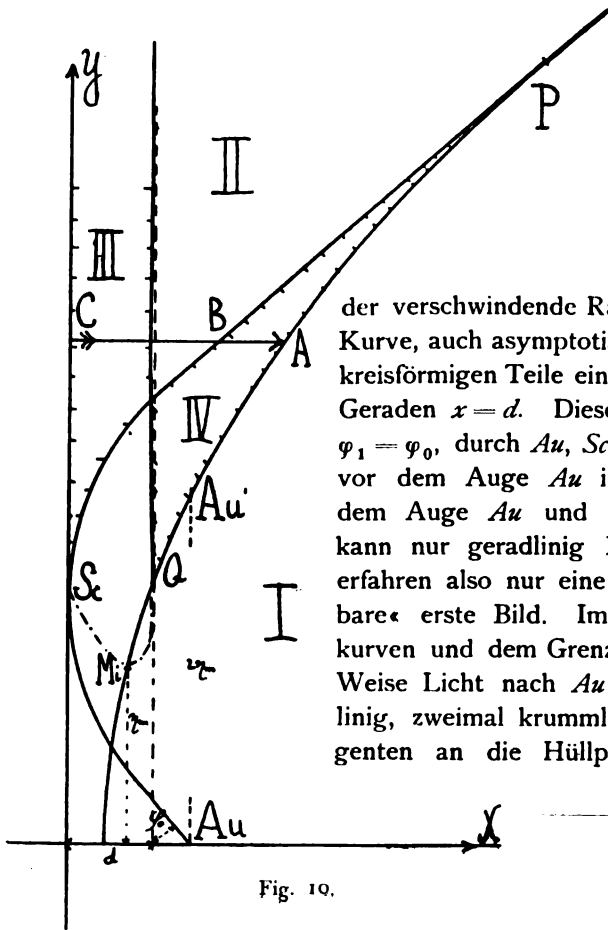 y
II
P
III
C
B
A
IV
Au'
Sc
Q
I
Mi
η
2η
φ₀
Au
X
d
Fig. 19.
der verschwindende Ra
Kurve, auch asymptoti
kreisförmigen Teile ein
Geraden x = d. Diese
φ₁ = φ₀, durch Au, Sc
vor dem Auge Au i
dem Auge Au und
kann nur geradlinig
erfahren also nur eine
bare« erste Bild. Im
kurven und dem Grenz
Weise Licht nach Au
linig, zweimal krumml
genten an die Hüllp